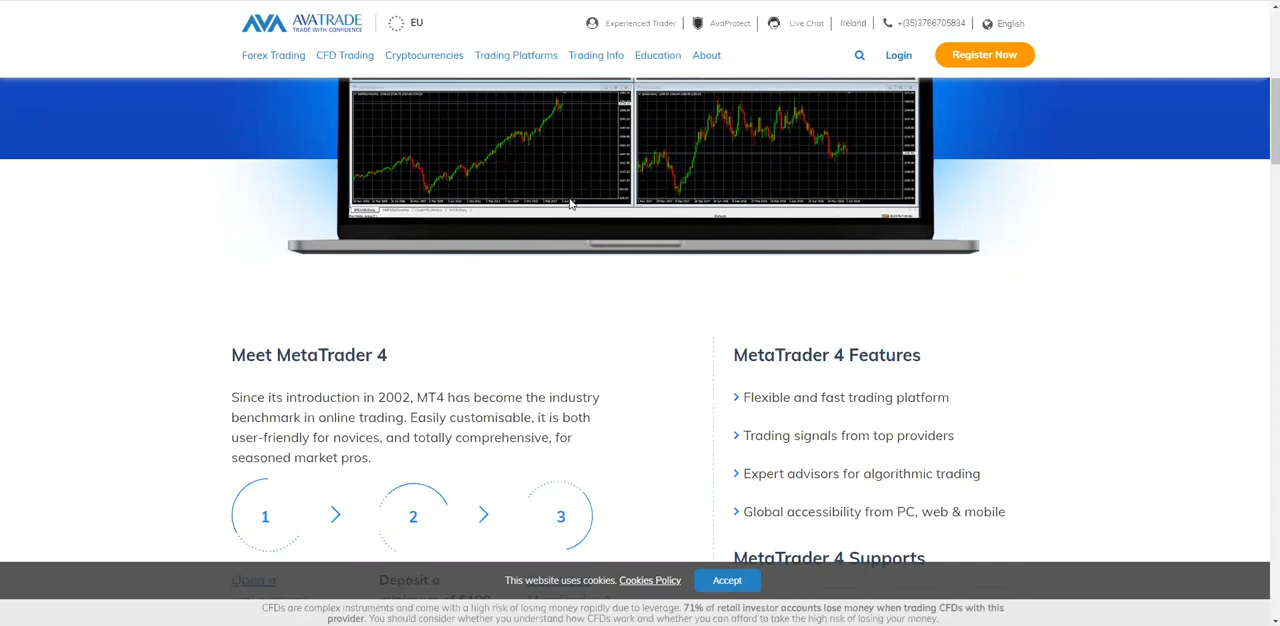 AVATRADE
TRADE WITH CONFIDENCE
EU
Experienced Trader
AvaProtect
Live Chat
Ireland
+(35)3766705834
English
Forex Trading
CFD Trading
Cryptocurrencies
Trading Platforms
Trading Info
Education
About
Login
Register Now
Meet MetaTrader 4
Since its introduction in 2002, MT4 has become the industry
benchmark in online trading. Easily customisable, it is both
user-friendly for novices, and totally comprehensive, for
seasoned market pros.
1
2
3
Open a
Deposit a
MetaTrader 4 Features
Flexible and fast trading platform
Trading signals from top providers
Expert advisors for algorithmic trading
Global accessibility from PC, web & mobile
MetaTrader 4 Supports
This website uses cookies. Cookies Policy
Accept
CFDs are complex instruments and come with a high risk of losing money rapidly due to leverage. 71% of retail investor accounts lose money when trading CFDs with this
provider. You should consider whether you understand how CFDs work and whether you can afford to take the high risk of losing your money.